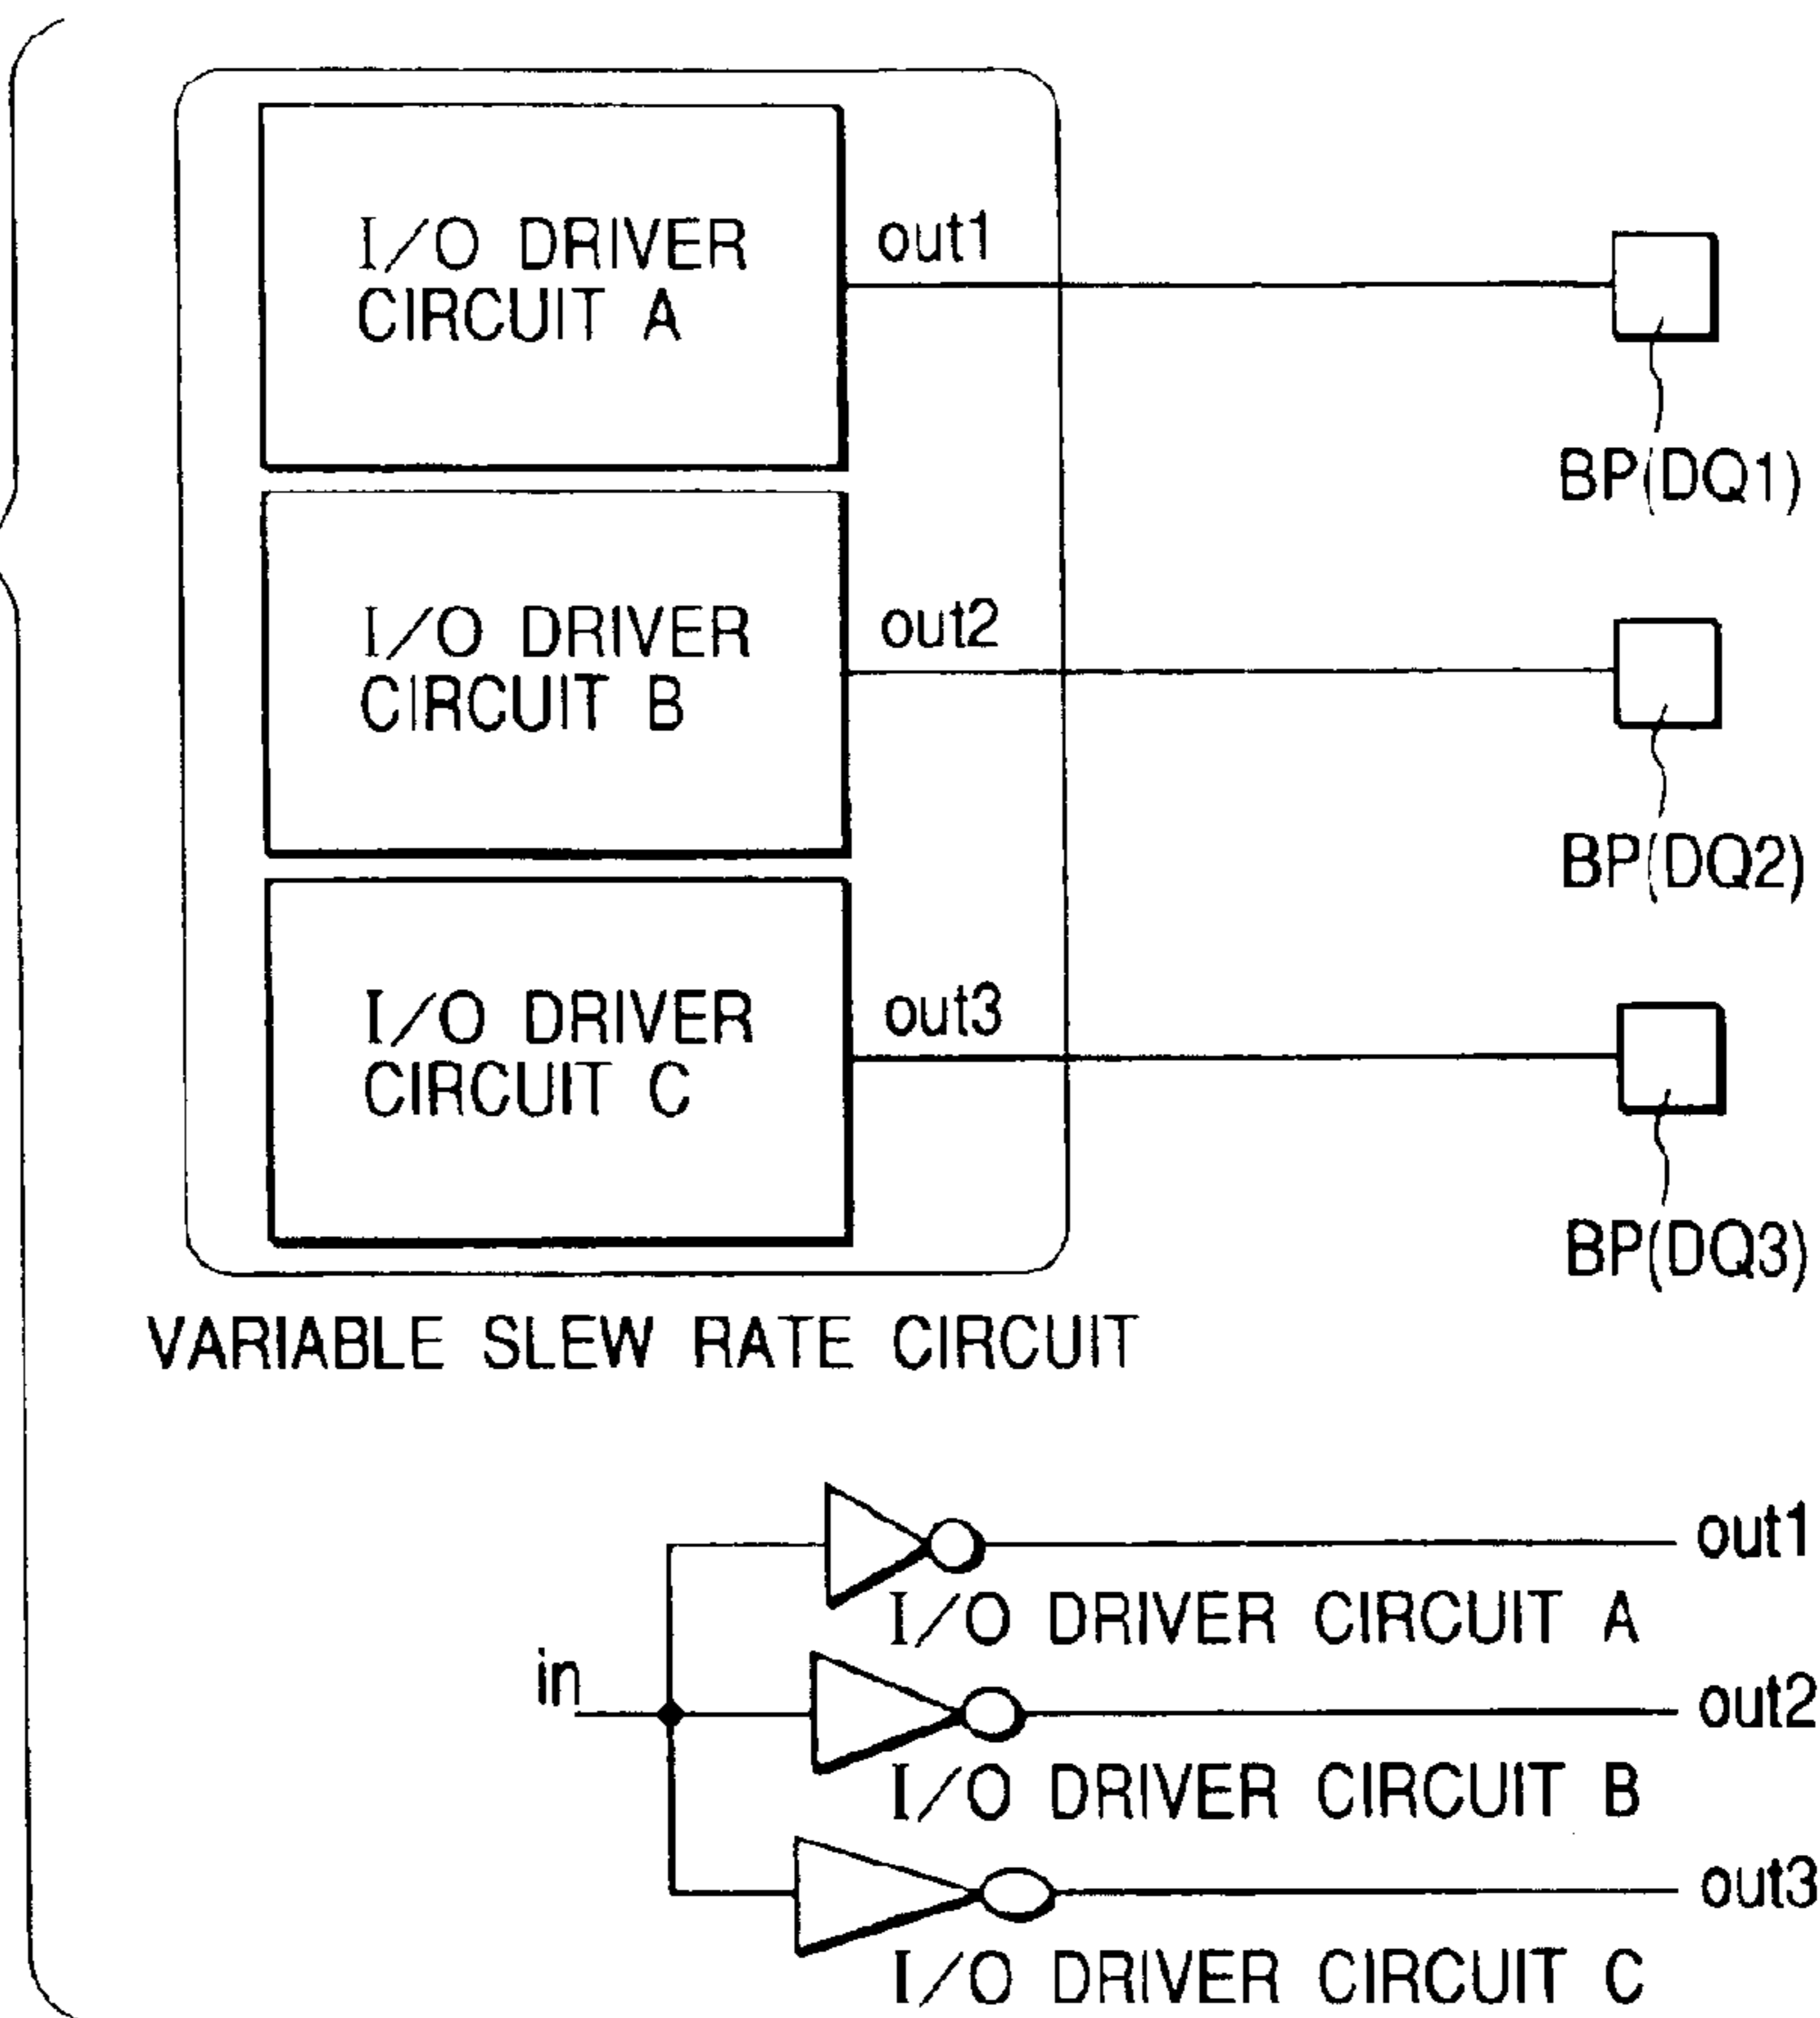 I/O DRIVER
CIRCUIT A
out1
BP(DQ1)
I/O DRIVER
CIRCUIT B
out2
BP(DQ2)
I/O DRIVER
CIRCUIT C
out3
BP(DQ3)
VARIABLE SLEW RATE CIRCUIT
out1
I/O DRIVER CIRCUIT A
in
out2
I/O DRIVER CIRCUIT B
out3
I/O DRIVER CIRCUIT C